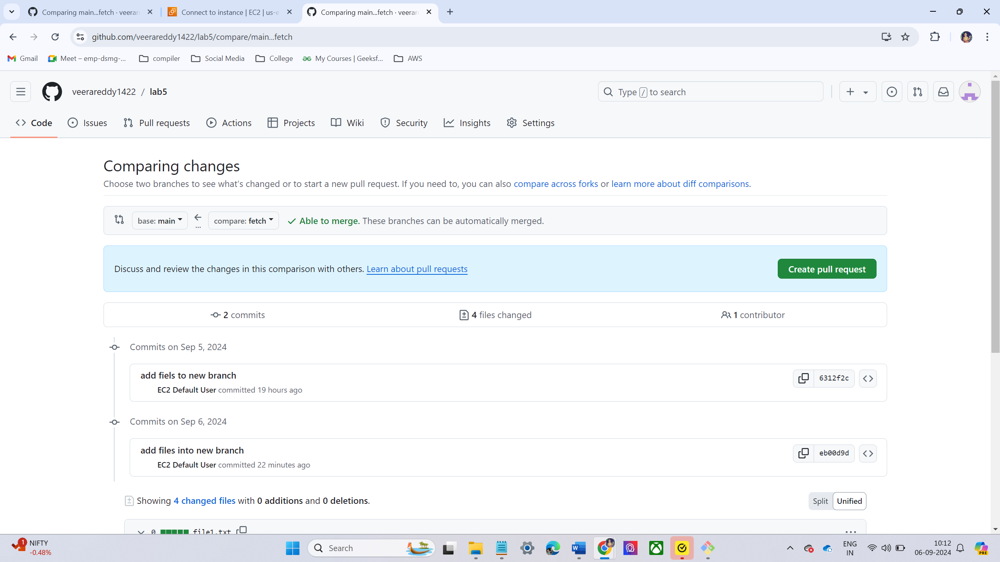 Comparing main...fetch · veerare
Connect to instance | EC2 | us-e
Comparing main...fetch · veerare
github.com/veerareddy1422/lab5/compare/main...fetch
Gmail
Meet – emp-dsmg-...
compiler
Social Media
College
My Courses | Geeksf...
AWS
veerareddy1422 / lab5
Type / to search
Code
Issues
Pull requests
Actions
Projects
Wiki
Security
Insights
Settings
Comparing changes
Choose two branches to see what's changed or to start a new pull request. If you need to, you can also compare across forks or learn more about diff comparisons.
base: main
...
compare: fetch
Able to merge. These branches can be automatically merged.
Discuss and review the changes in this comparison with others. Learn about pull requests
Create pull request
2 commits
4 files changed
1 contributor
Commits on Sep 5, 2024
add fiels to new branch
6312f2c
EC2 Default User committed 19 hours ago
Commits on Sep 6, 2024
add files into new branch
eb00d9d
EC2 Default User committed 22 minutes ago
Showing 4 changed files with 0 additions and 0 deletions.
Split
Unified
0
file1.txt
1
NIFTY
-0.48%
Search
W
ENG
IN
10:12
06-09-2024
PRE